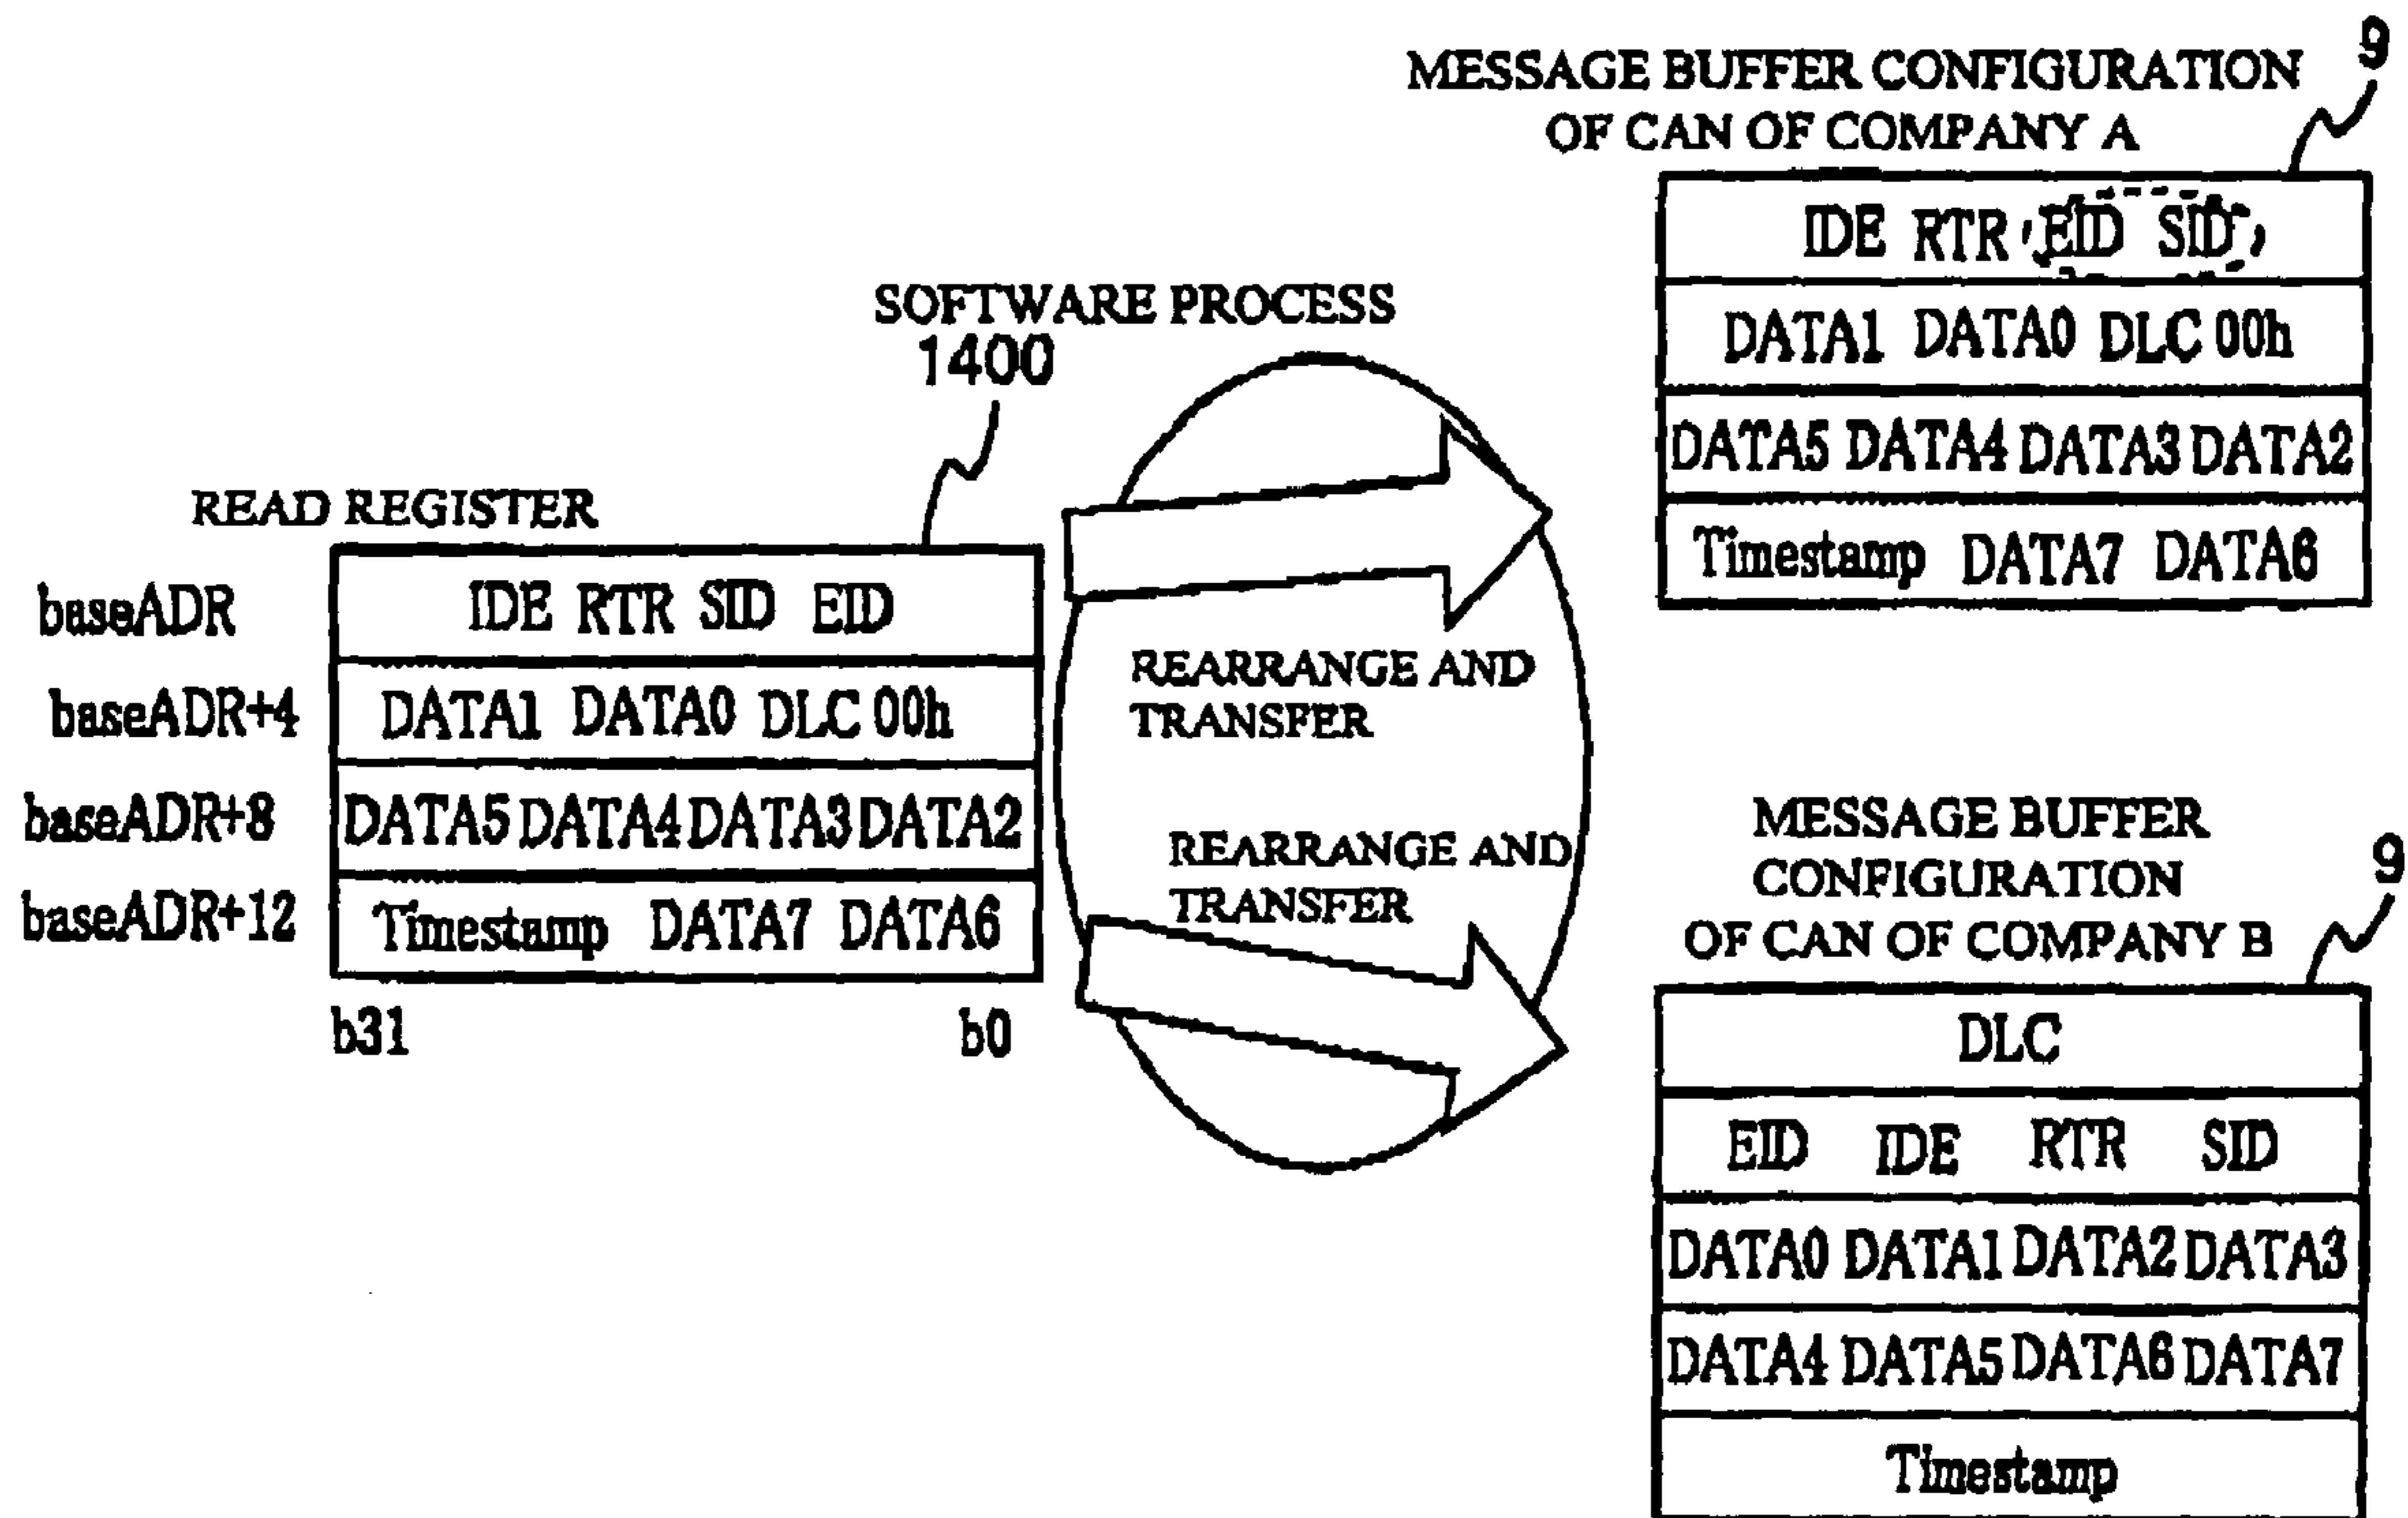 SOFTWARE PROCESS
1400
READ REGISTER
baseADR
IDE RTR SID EID
baseADR+4
DATA1 DATA0 DLC 00h
baseADR+8
DATA5 DATA4 DATA3 DATA2
baseADR+12
Timestamp DATA7 DATA6
b31
b0
REARRANGE AND
TRANSFER
REARRANGE AND
TRANSFER
MESSAGE BUFFER CONFIGURATION
OF CAN OF COMPANY A
9
IDE RTR EID SID
DATA1 DATA0 DLC 00h
DATA5 DATA4 DATA3 DATA2
Timestamp DATA7 DATA6
MESSAGE BUFFER
CONFIGURATION
OF CAN OF COMPANY B
9
DLC
EID IDE RTR SID
DATA0 DATA1 DATA2 DATA3
DATA4 DATA5 DATA6 DATA7
Timestamp